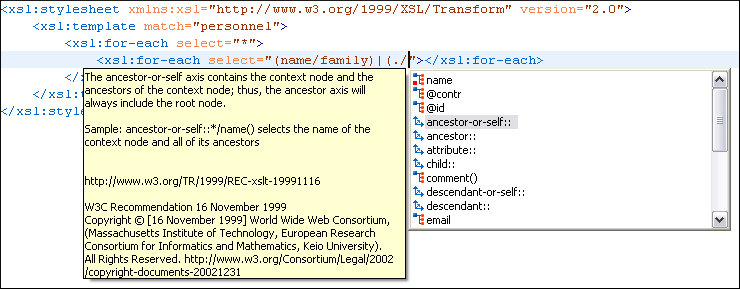 <xsl:stylesheet xmlns:xsl="http://www.w3.org/1999/XSL/Transform" version="2.0">
<xsl:template match="personnel">
<xsl:for-each select="*">
<xsl:for-each select="(name/family)|(./"></xsl:for-each>
</
</xsl:t
</xsl:style
The ancestor-or-self axis contains the context node and the
ancestors of the context node; thus, the ancestor axis will
always include the root node.
Sample: ancestor-or-self::*/name() selects the name of the
context node and all of its ancestors
http://www.w3.org/TR/1999/REC-xslt-19991116
W3C Recommendation 16 November 1999
Copyright © [16 November 1999] World Wide Web Consortium,
(Massachusetts Institute of Technology, European Research
Consortium for Informatics and Mathematics, Keio University).
All Rights Reserved. http://www.w3.org/Consortium/Legal/2002
/copyright-documents-20021231
name
@contr
@id
ancestor-or-self::
ancestor::
attribute::
child::
comment()
descendant-or-self::
descendant::
email